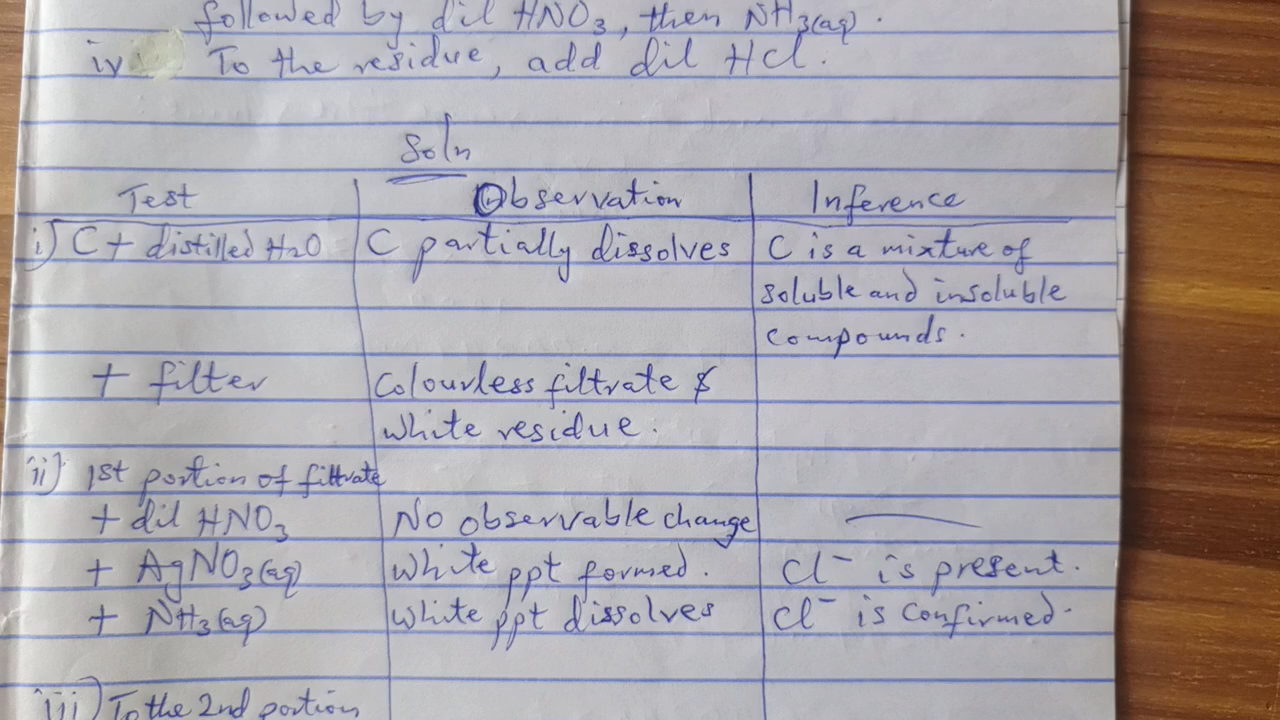 followed by dil HNO₃, then NH₃(aq).
iv To the residue, add dil HCl.
Soln
Test Observation Inference
i) C + distilled H₂O C partially dissolves C is a mixture of
soluble and insoluble
compounds.
+ filter Colourless filtrate &
white residue.
ii) 1st portion of filtrate
+ dil HNO₃ No observable change —
+ AgNO₃(aq) white ppt formed. Cl⁻ is present.
+ NH₃(aq) white ppt dissolves Cl⁻ is confirmed.
iii) To the 2nd portion